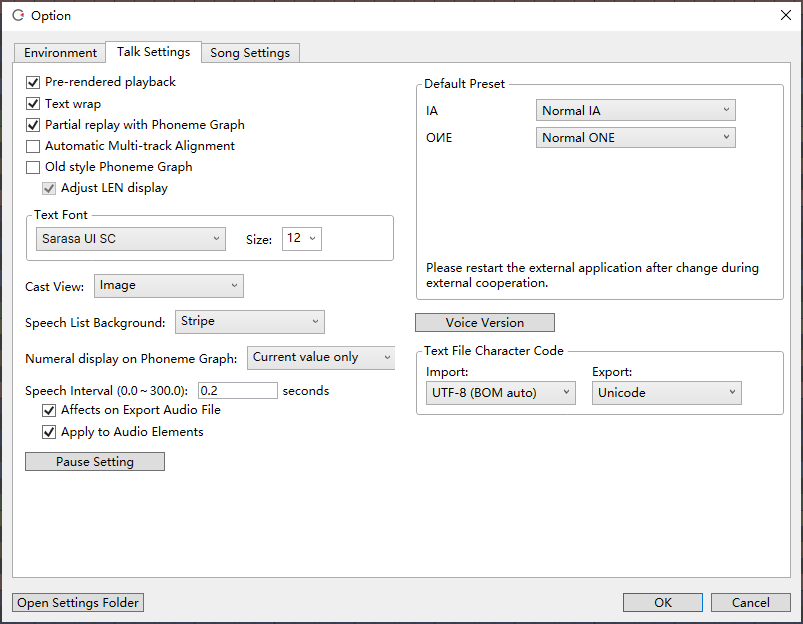 Option
Environment
Talk Settings
Song Settings
Pre-rendered playback
Text wrap
Partial replay with Phoneme Graph
Automatic Multi-track Alignment
Old style Phoneme Graph
Adjust LEN display
Text Font
Sarasa UI SC
Size:
12
Cast View:
Image
Speech List Background:
Stripe
Numeral display on Phoneme Graph:
Current value only
Speech Interval (0.0～300.0):
0.2
seconds
Affects on Export Audio File
Apply to Audio Elements
Pause Setting
Default Preset
IA
Normal IA
OИE
Normal ONE
Please restart the external application after change during
external cooperation.
Voice Version
Text File Character Code
Import:
Export:
UTF-8 (BOM auto)
Unicode
Open Settings Folder
OK
Cancel